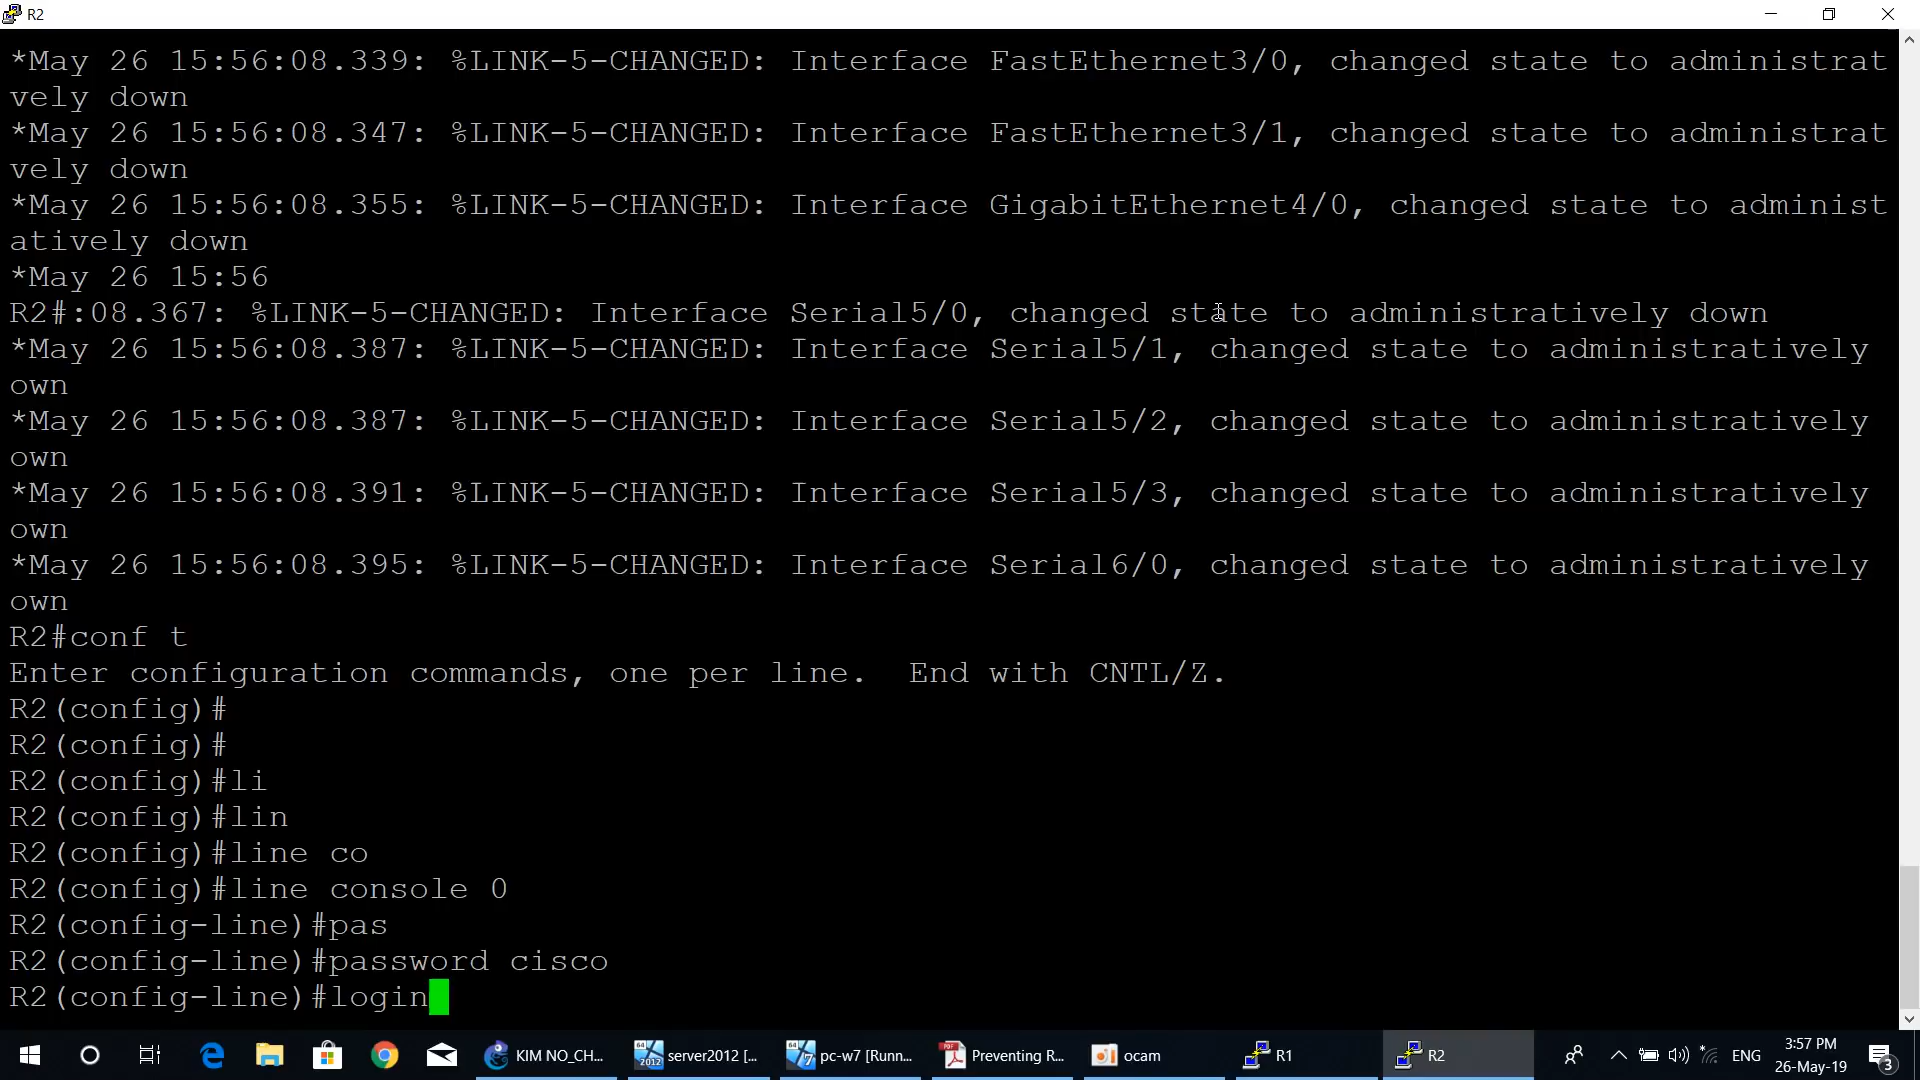 R2
*May 26 15:56:08.339: %LINK-5-CHANGED: Interface FastEthernet3/0, changed state to administrat
vely down
*May 26 15:56:08.347: %LINK-5-CHANGED: Interface FastEthernet3/1, changed state to administrat
vely down
*May 26 15:56:08.355: %LINK-5-CHANGED: Interface GigabitEthernet4/0, changed state to administ
atively down
*May 26 15:56
R2#:08.367: %LINK-5-CHANGED: Interface Serial5/0, changed state to administratively down
*May 26 15:56:08.387: %LINK-5-CHANGED: Interface Serial5/1, changed state to administratively
own
*May 26 15:56:08.387: %LINK-5-CHANGED: Interface Serial5/2, changed state to administratively
own
*May 26 15:56:08.391: %LINK-5-CHANGED: Interface Serial5/3, changed state to administratively
own
*May 26 15:56:08.395: %LINK-5-CHANGED: Interface Serial6/0, changed state to administratively
own
R2#conf t
Enter configuration commands, one per line.  End with CNTL/Z.
R2(config)#
R2(config)#
R2(config)#li
R2(config)#lin
R2(config)#line co
R2(config)#line console 0
R2(config-line)#pas
R2(config-line)#password cisco
R2(config-line)#login
KIM NO_CH... server2012 [... pc-w7 [Runn... Preventing R... ocam R1 R2 ENG 3:57 PM
26-May-19 3